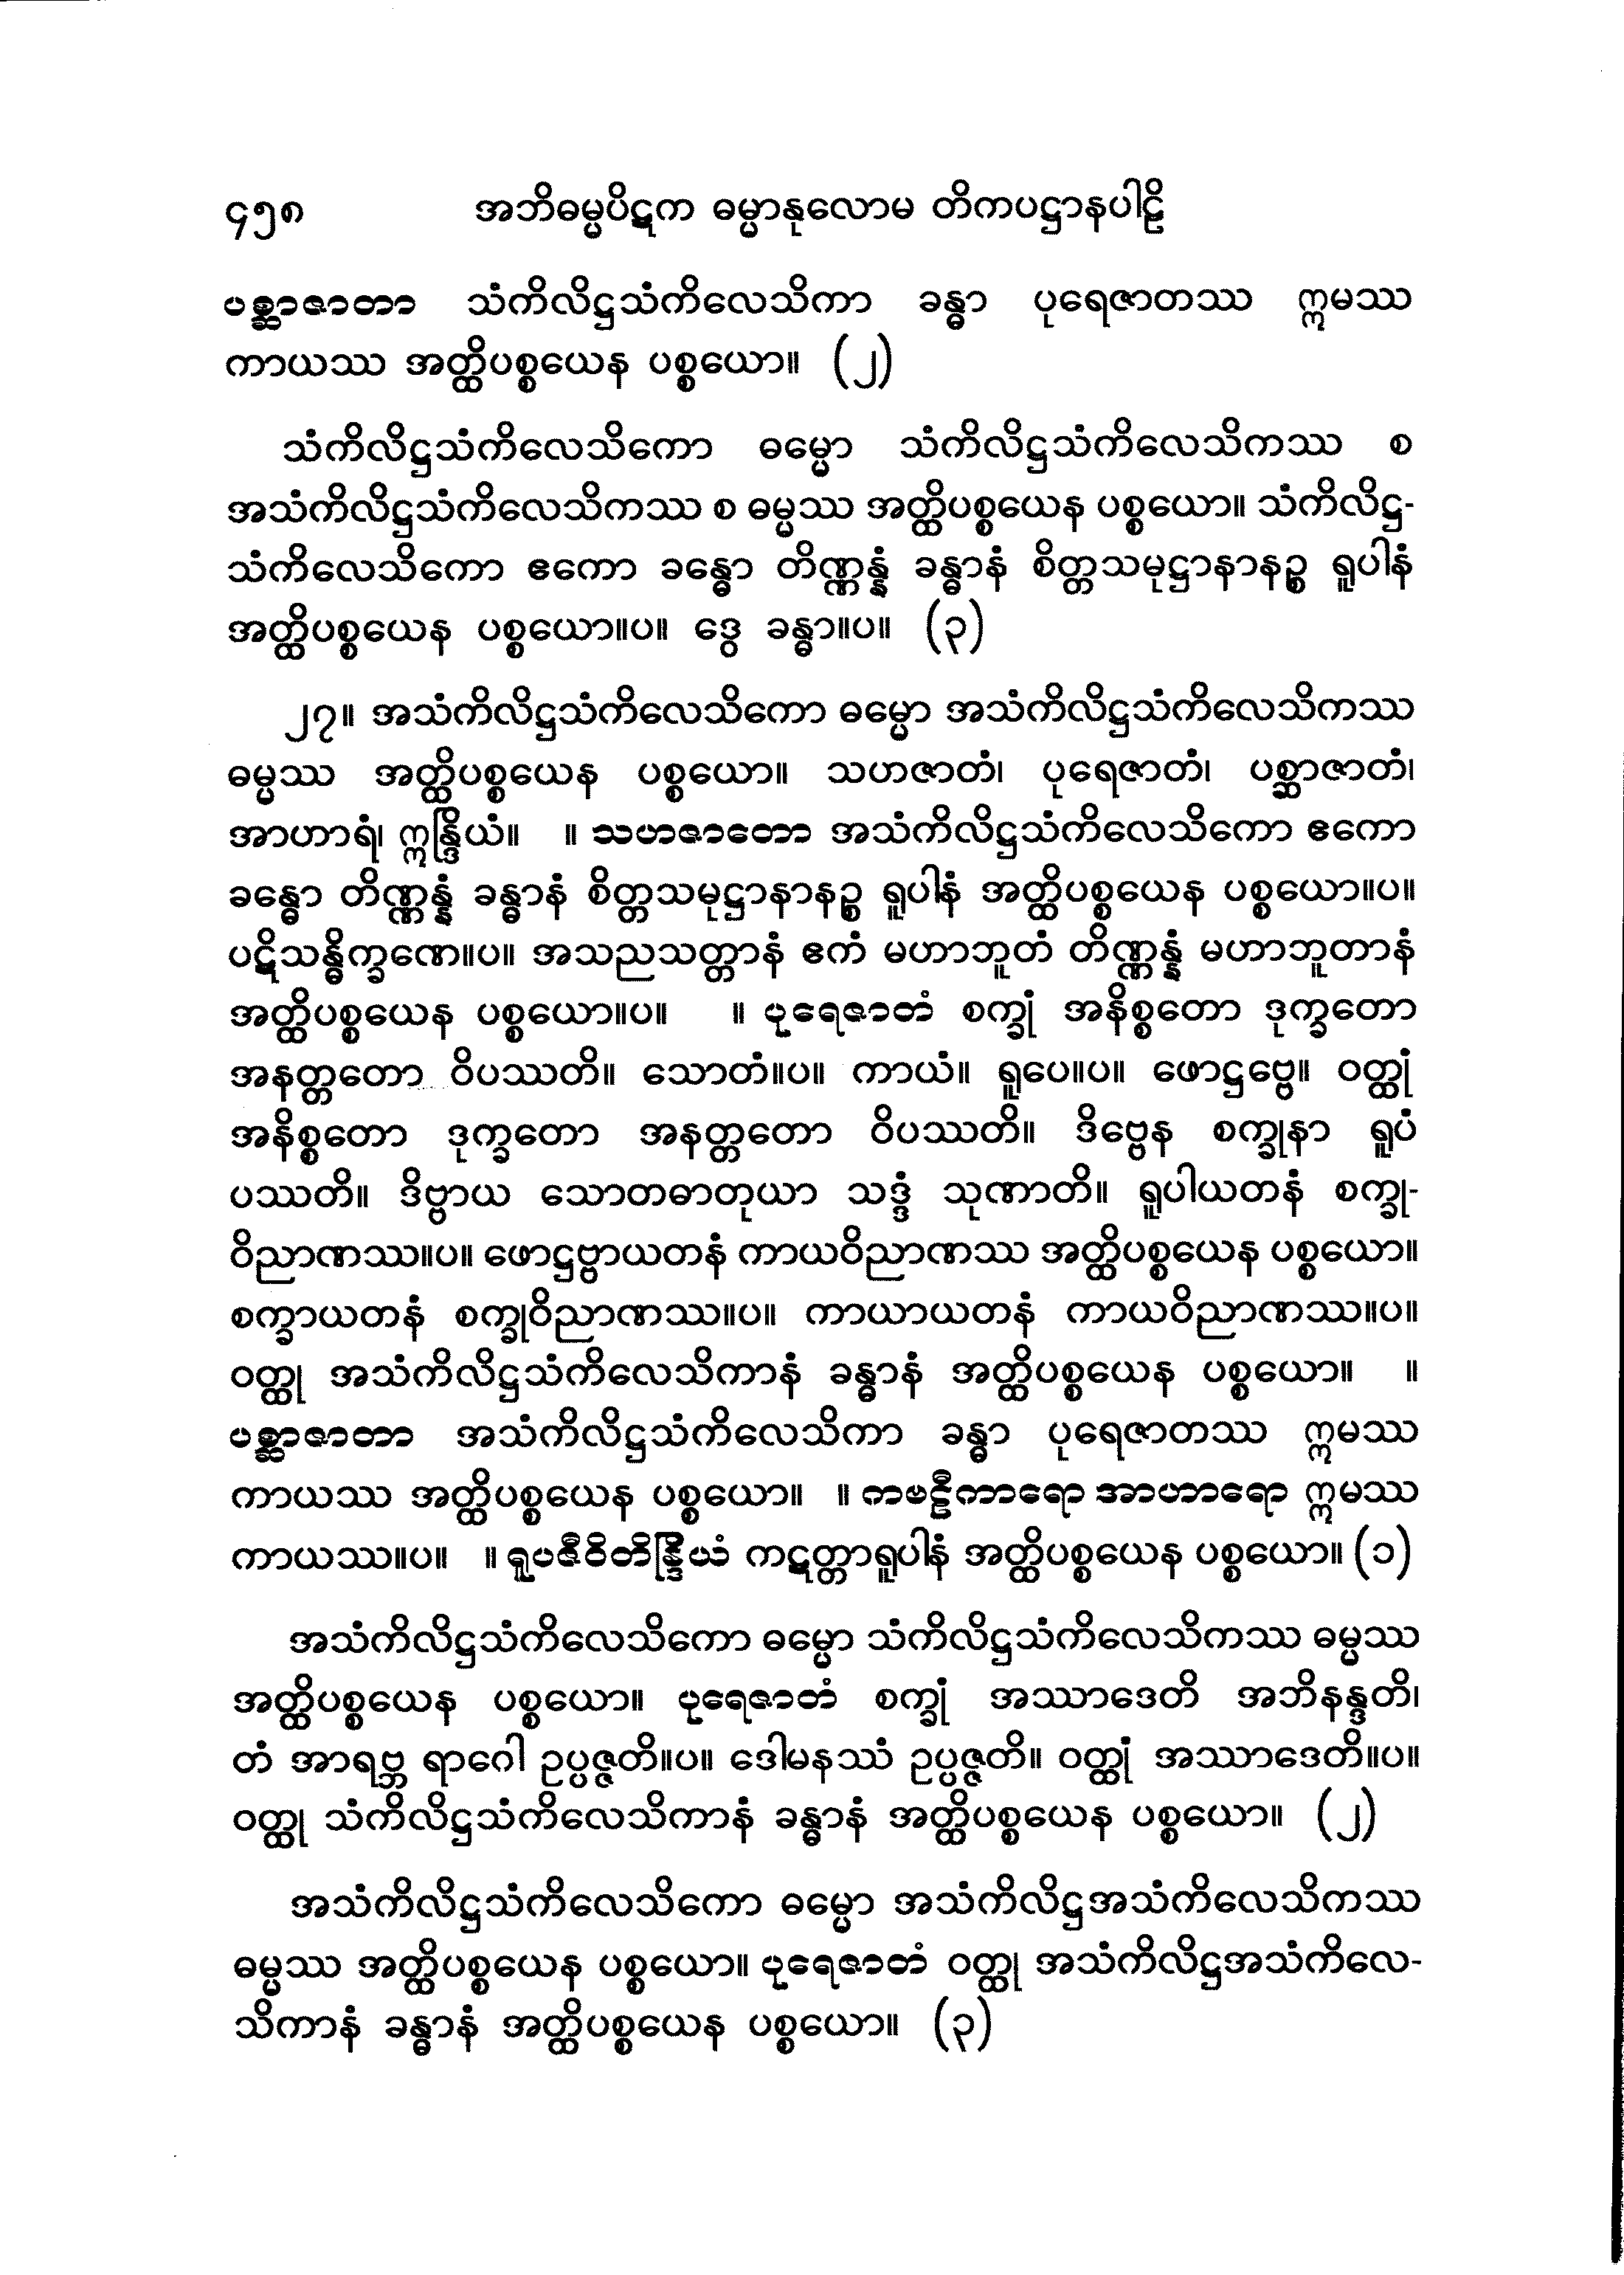 ၄၅၈ အဘိဓမ္မပိဋက ဓမ္မာနုလောမ တိကပဋ္ဌာနပါဠိ
ပစ္ဆာဇာတာ သံကိလိဋ္ဌသံကိလေသိကာ ခန္ဓာ ပုရေဇာတဿ ဣမဿ
ကာယဿ အတ္ထိပစ္စယေန ပစ္စယော။ (၂)
သံကိလိဋ္ဌသံကိလေသိကော ဓမ္မော သံကိလိဋ္ဌသံကိလေသိကဿ စ
အသံကိလိဋ္ဌသံကိလေသိကဿ စ ဓမ္မဿ အတ္ထိပစ္စယေန ပစ္စယော။ သံကိလိဋ္ဌ-
သံကိလေသိကော ဧကော ခန္ဓော တိဏ္ဏန္နံ ခန္ဓာနံ စိတ္တသမုဋ္ဌာနာနဉ္စ ရူပါနံ
အတ္ထိပစ္စယေန ပစ္စယော။ပ။ ဒွေ ခန္ဓာ။ပ။ (၃)
၂၇။ အသံကိလိဋ္ဌသံကိလေသိကော ဓမ္မော အသံကိလိဋ္ဌသံကိလေသိကဿ
ဓမ္မဿ အတ္ထိပစ္စယေန ပစ္စယော။ သဟဇာတံ၊ ပုရေဇာတံ၊ ပစ္ဆာဇာတံ၊
အာဟာရံ၊ ဣန္ဒြိယံ။ ။ သဟဇာတော အသံကိလိဋ္ဌသံကိလေသိကော ဧကော
ခန္ဓော တိဏ္ဏန္နံ ခန္ဓာနံ စိတ္တသမုဋ္ဌာနာနဉ္စ ရူပါနံ အတ္ထိပစ္စယေန ပစ္စယော။ပ။
ပဋိသန္ဓိက္ခဏေ။ပ။ အသညသတ္တာနံ ဧကံ မဟာဘူတံ တိဏ္ဏန္နံ မဟာဘူတာနံ
အတ္ထိပစ္စယေန ပစ္စယော။ပ။ ။ ပုရေဇာတံ စက္ခုံ အနိစ္စတော ဒုက္ခတော
အနတ္တတော ဝိပဿတိ။ သောတံ။ပ။ ကာယံ။ ရူပေ။ပ။ ဖောဋ္ဌဗ္ဗေ။ ဝတ္ထုံ
အနိစ္စတော ဒုက္ခတော အနတ္တတော ဝိပဿတိ။ ဒိဗ္ဗေန စက္ခုနာ ရူပံ
ပဿတိ။ ဒိဗ္ဗာယ သောတဓာတုယာ သဒ္ဒံ သုဏာတိ။ ရူပါယတနံ စက္ခု-
ဝိညာဏဿ။ပ။ ဖောဋ္ဌဗ္ဗာယတနံ ကာယဝိညာဏဿ အတ္ထိပစ္စယေန ပစ္စယော။
စက္ခာယတနံ စက္ခုဝိညာဏဿ။ပ။ ကာယာယတနံ ကာယဝိညာဏဿ။ပ။
ဝတ္ထု အသံကိလိဋ္ဌသံကိလေသိကာနံ ခန္ဓာနံ အတ္ထိပစ္စယေန ပစ္စယော။ ။
ပစ္ဆာဇာတာ အသံကိလိဋ္ဌသံကိလေသိကာ ခန္ဓာ ပုရေဇာတဿ ဣမဿ
ကာယဿ အတ္ထိပစ္စယေန ပစ္စယော။ ။ ကဗဠီကာရော အာဟာရော ဣမဿ
ကာယဿ။ပ။ ။ ရူပဇီဝိတိန္ဒြိယံ ကဋတ္တာရူပါနံ အတ္ထိပစ္စယေန ပစ္စယော။ (၁)
အသံကိလိဋ္ဌသံကိလေသိကော ဓမ္မော သံကိလိဋ္ဌသံကိလေသိကဿ ဓမ္မဿ
အတ္ထိပစ္စယေန ပစ္စယော။ ပုရေဇာတံ စက္ခုံ အဿာဒေတိ အဘိနန္ဒတိ၊
တံ အာရဗ္ဘ ရာဂေါ ဥပ္ပဇ္ဇတိ။ပ။ ဒေါမနဿံ ဥပ္ပဇ္ဇတိ။ ဝတ္ထုံ အဿာဒေတိ။ပ။
ဝတ္ထု သံကိလိဋ္ဌသံကိလေသိကာနံ ခန္ဓာနံ အတ္ထိပစ္စယေန ပစ္စယော။ (၂)
အသံကိလိဋ္ဌသံကိလေသိကော ဓမ္မော အသံကိလိဋ္ဌအသံကိလေသိကဿ
ဓမ္မဿ အတ္ထိပစ္စယေန ပစ္စယော။ ပုရေဇာတံ ဝတ္ထု အသံကိလိဋ္ဌအသံကိလေ-
သိကာနံ ခန္ဓာနံ အတ္ထိပစ္စယေန ပစ္စယော။ (၃)